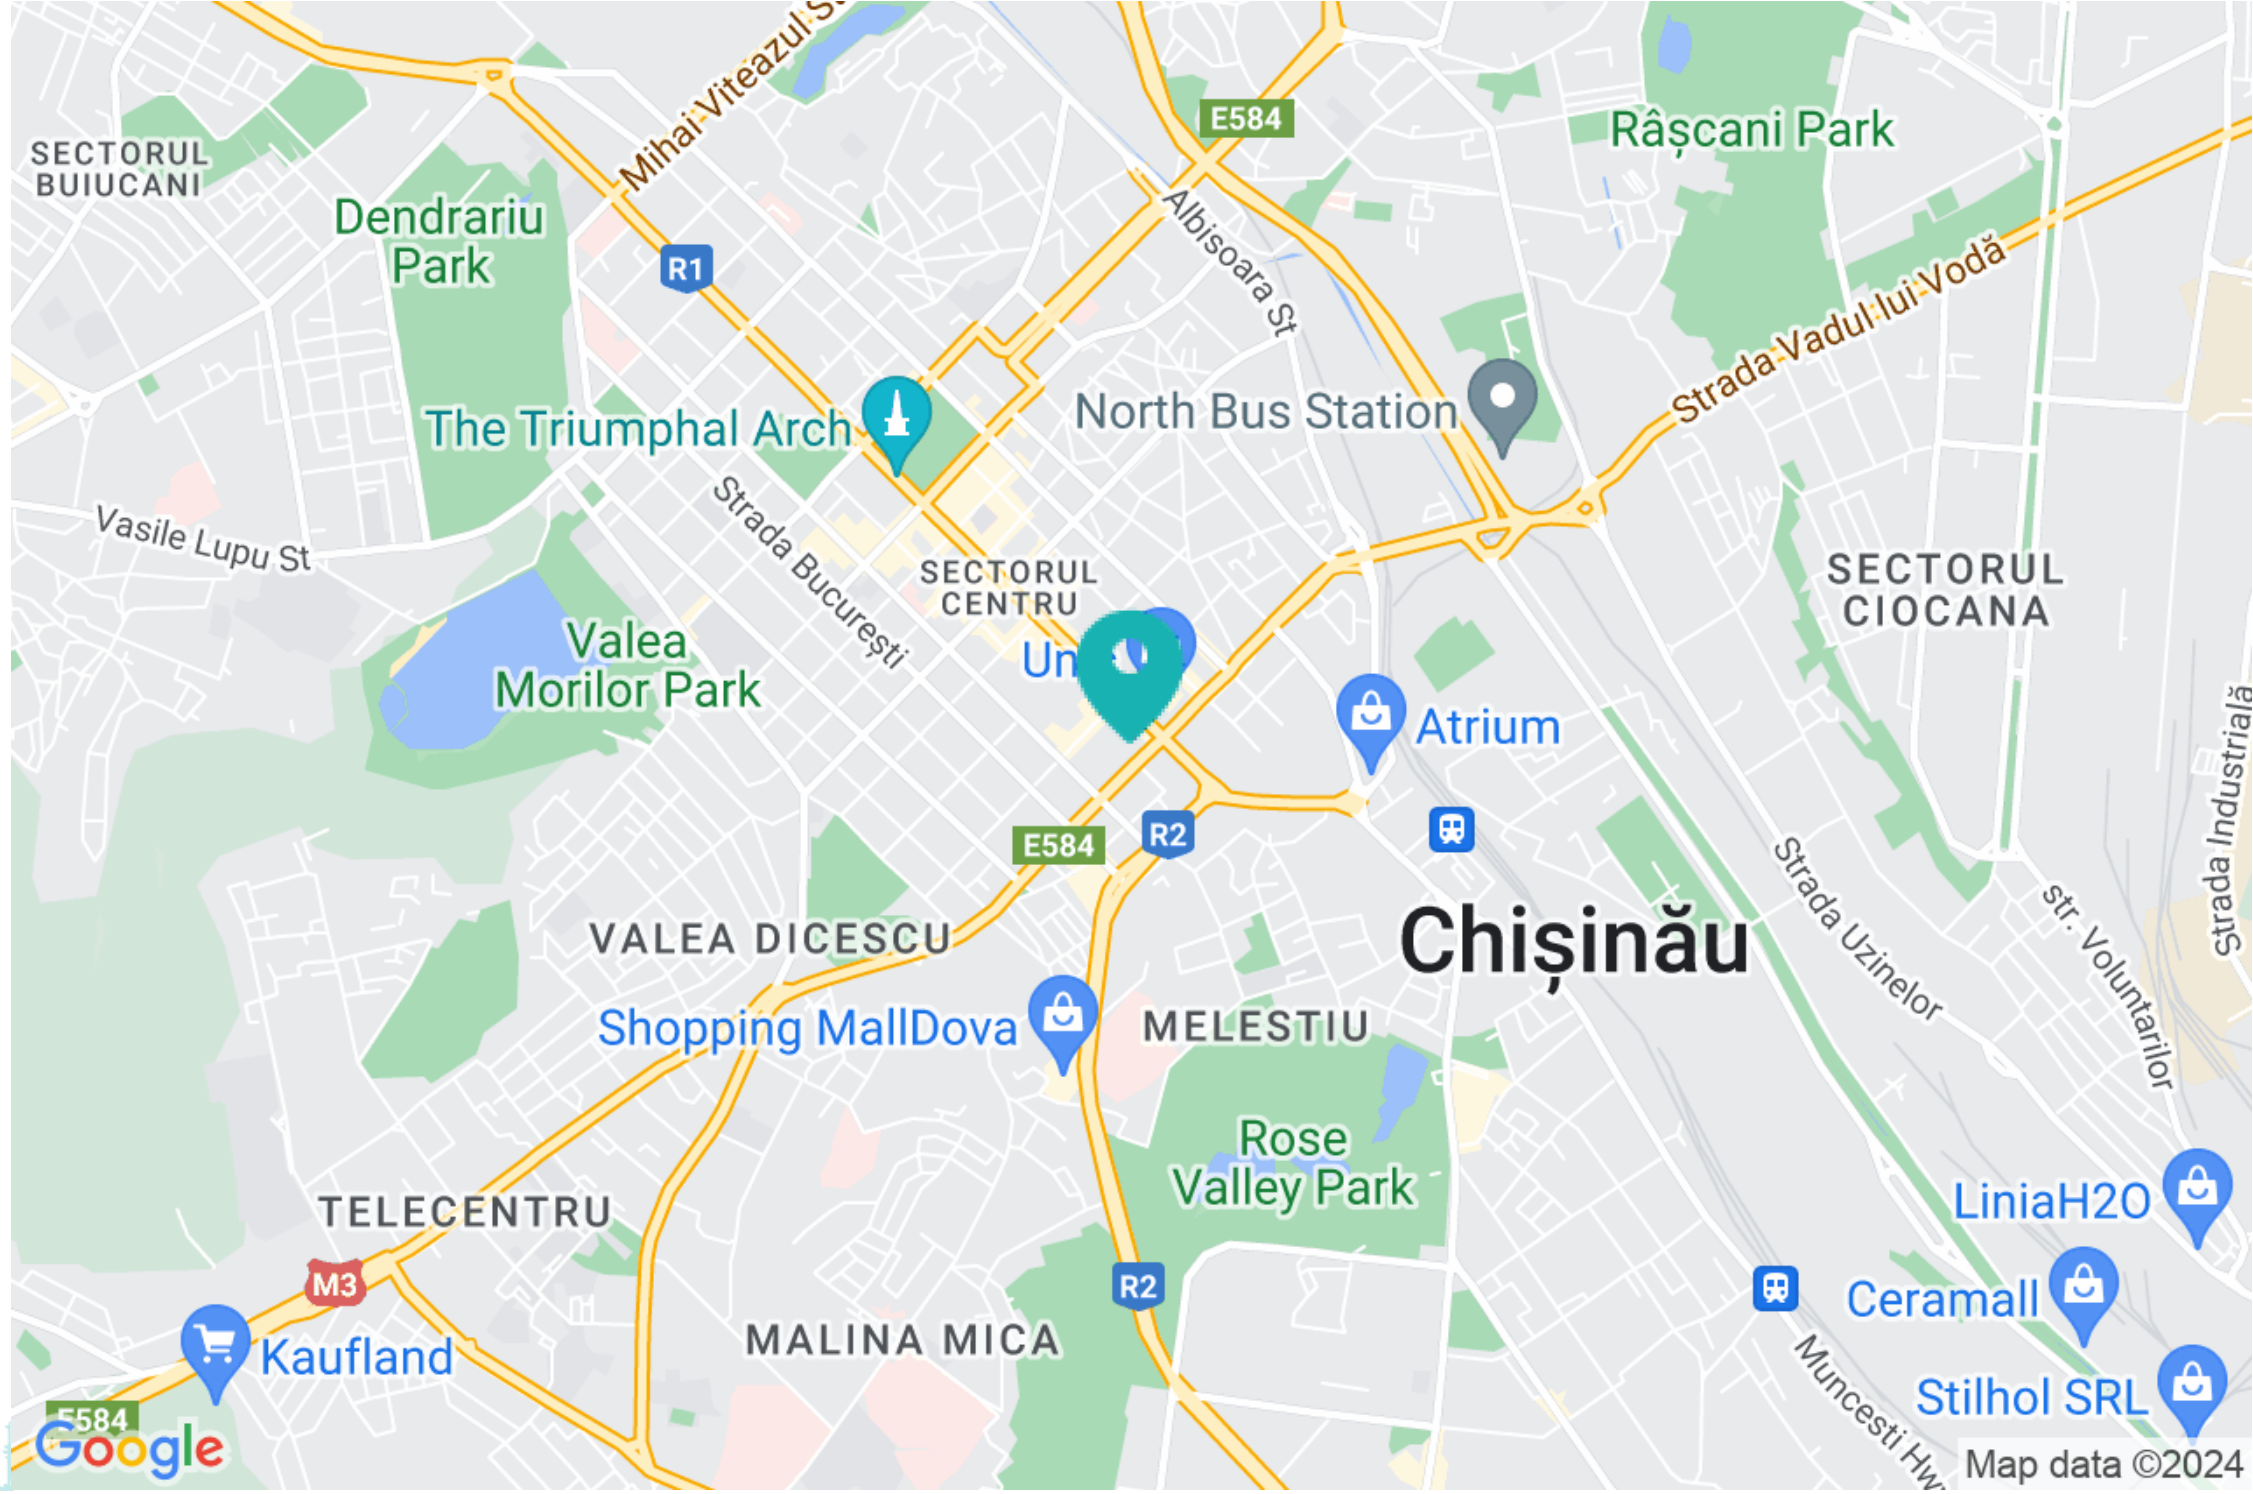 Mihai Viteazul
E584
Râșcani Park
SECTORUL
BUIUCANI
Dendrariu
Park
R1
Albisoara St
Strada Vadul lui Vodă
The Triumphal Arch
North Bus Station
Strada București
Vasile Lupu St
SECTORUL
CENTRU
SECTORUL
CIOCANA
Valea
Morilor Park
Atrium
Strada Industrială
E584
R2
Strada Uzinelor
str. Voluntarilor
VALEA DICESCU
Chișinău
Shopping MallDova
MELESTIU
Rose
Valley Park
TELECENTRU
LiniaH2O
M3
R2
Ceramall
MALINA MICA
Kaufland
Muncesti Hwy
Stilhol SRL
E584
Google
Map data ©2024